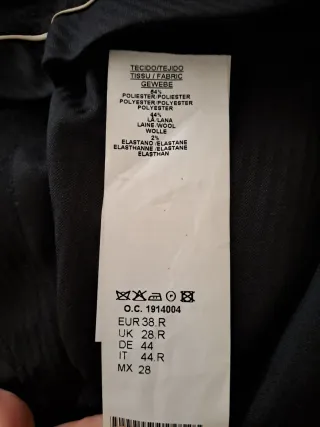 TECIDO/TEJIDO
TISSU / FABRIC
GEWEBE
54%
POLIESTER/POLIESTER
POLYESTER/POLYESTER
POLYESTER
44%
LÃ/LANA
LAINE/WOOL
WOLLE
2%
ELASTANO/ELASTANE
ELASTHANNE/ELASTANE
ELASTHAN
O.C. 1914004
EUR 38.R
UK 28.R
DE 44
IT 44.R
MX 28